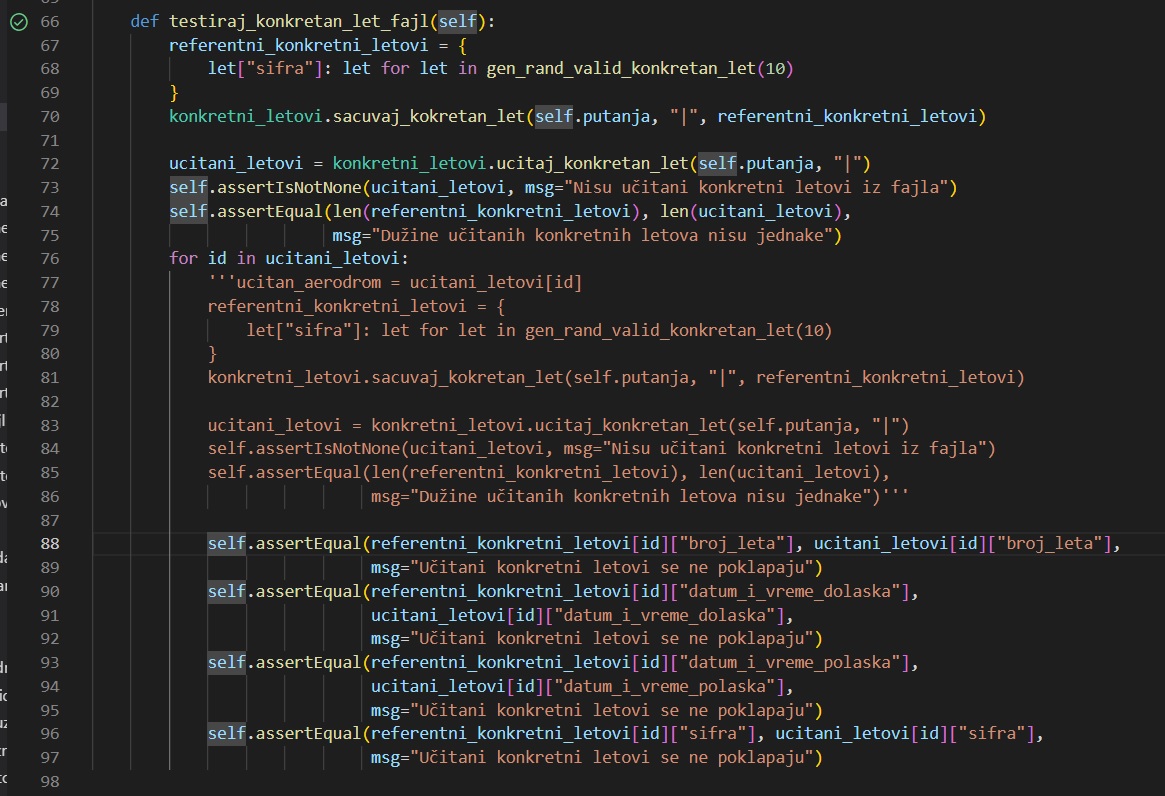 66 def testiraj_konkretan_let_fajl(self):
67 referentni_konkretni_letovi = {
68 let["sifra"]: let for let in gen_rand_valid_konkretan_let(10)
69 }
70 konkretni_letovi.sacuvaj_kokretan_let(self.putanja, "|", referentni_konkretni_letovi)
71
72 ucitani_letovi = konkretni_letovi.ucitaj_konkretan_let(self.putanja, "|")
73 self.assertIsNotNone(ucitani_letovi, msg="Nisu učitani konkretni letovi iz fajla")
74 self.assertEqual(len(referentni_konkretni_letovi), len(ucitani_letovi),
75 msg="Dužine učitanih konkretnih letova nisu jednake")
76 for id in ucitani_letovi:
77 '''ucitan_aerodrom = ucitani_letovi[id]
78 referentni_konkretni_letovi = {
79 let["sifra"]: let for let in gen_rand_valid_konkretan_let(10)
80 }
81 konkretni_letovi.sacuvaj_kokretan_let(self.putanja, "|", referentni_konkretni_letovi)
82
83 ucitani_letovi = konkretni_letovi.ucitaj_konkretan_let(self.putanja, "|")
84 self.assertIsNotNone(ucitani_letovi, msg="Nisu učitani konkretni letovi iz fajla")
85 self.assertEqual(len(referentni_konkretni_letovi), len(ucitani_letovi),
86 msg="Dužine učitanih konkretnih letova nisu jednake")'''
87
88 self.assertEqual(referentni_konkretni_letovi[id]["broj_leta"], ucitani_letovi[id]["broj_leta"],
89 msg="Učitani konkretni letovi se ne poklapaju")
90 self.assertEqual(referentni_konkretni_letovi[id]["datum_i_vreme_dolaska"],
91 ucitani_letovi[id]["datum_i_vreme_dolaska"],
92 msg="Učitani konkretni letovi se ne poklapaju")
93 self.assertEqual(referentni_konkretni_letovi[id]["datum_i_vreme_polaska"],
94 ucitani_letovi[id]["datum_i_vreme_polaska"],
95 msg="Učitani konkretni letovi se ne poklapaju")
96 self.assertEqual(referentni_konkretni_letovi[id]["sifra"], ucitani_letovi[id]["sifra"],
97 msg="Učitani konkretni letovi se ne poklapaju")
98